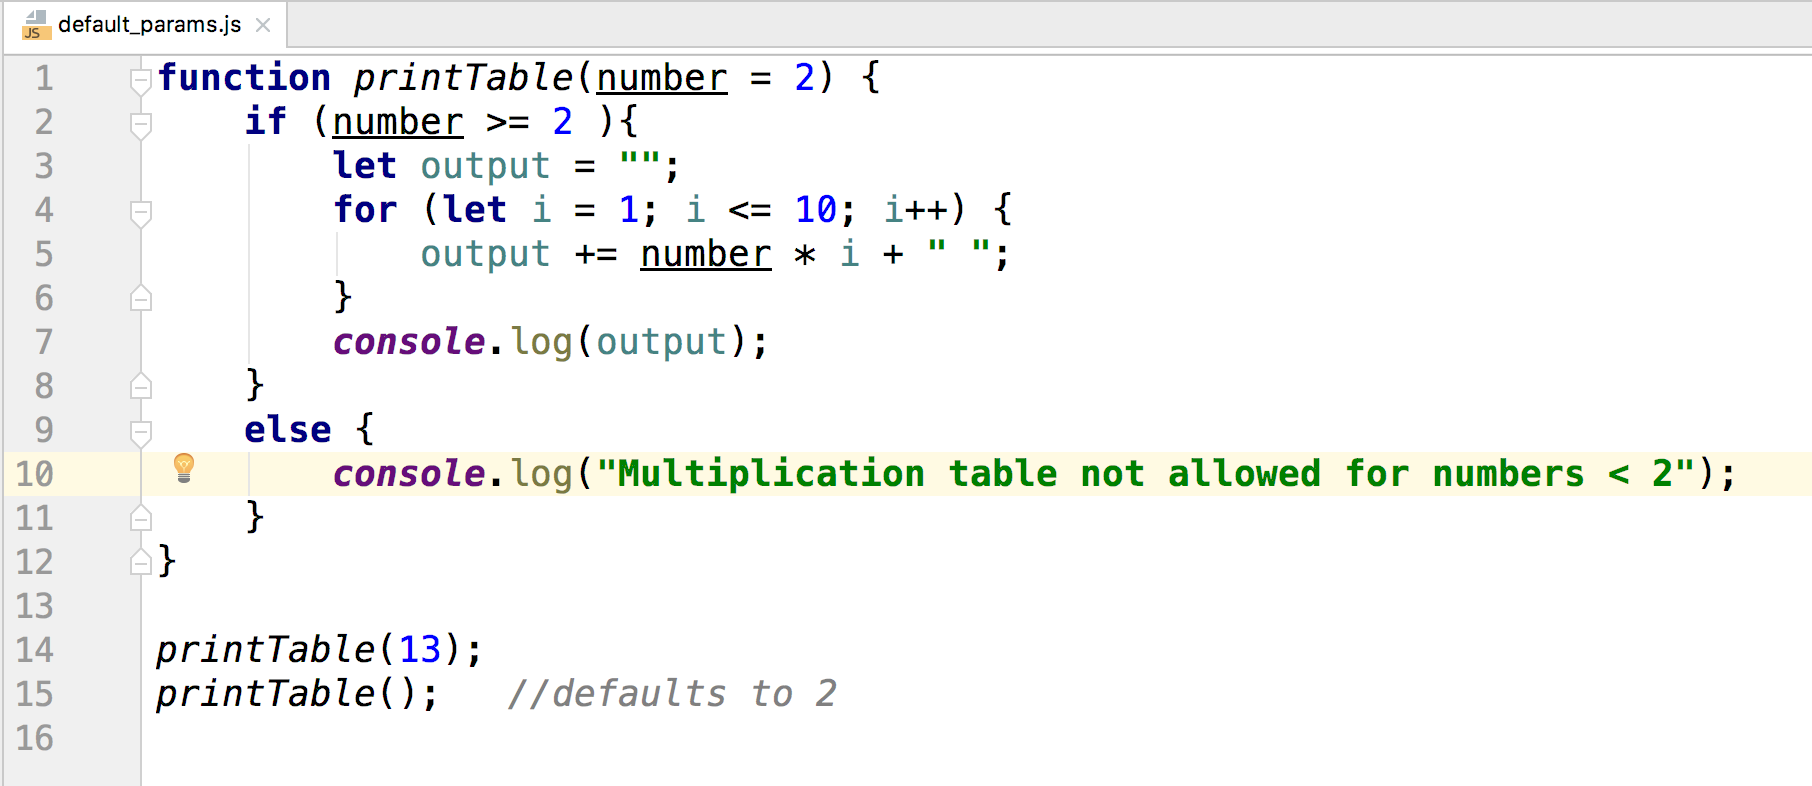 JS default_params.js
1 function printTable(number = 2) {
2     if (number >= 2 ){
3         let output = "";
4         for (let i = 1; i <= 10; i++) {
5             output += number * i + " ";
6         }
7         console.log(output);
8     }
9     else {
10         console.log("Multiplication table not allowed for numbers < 2");
11     }
12 }
13
14 printTable(13);
15 printTable();   //defaults to 2
16